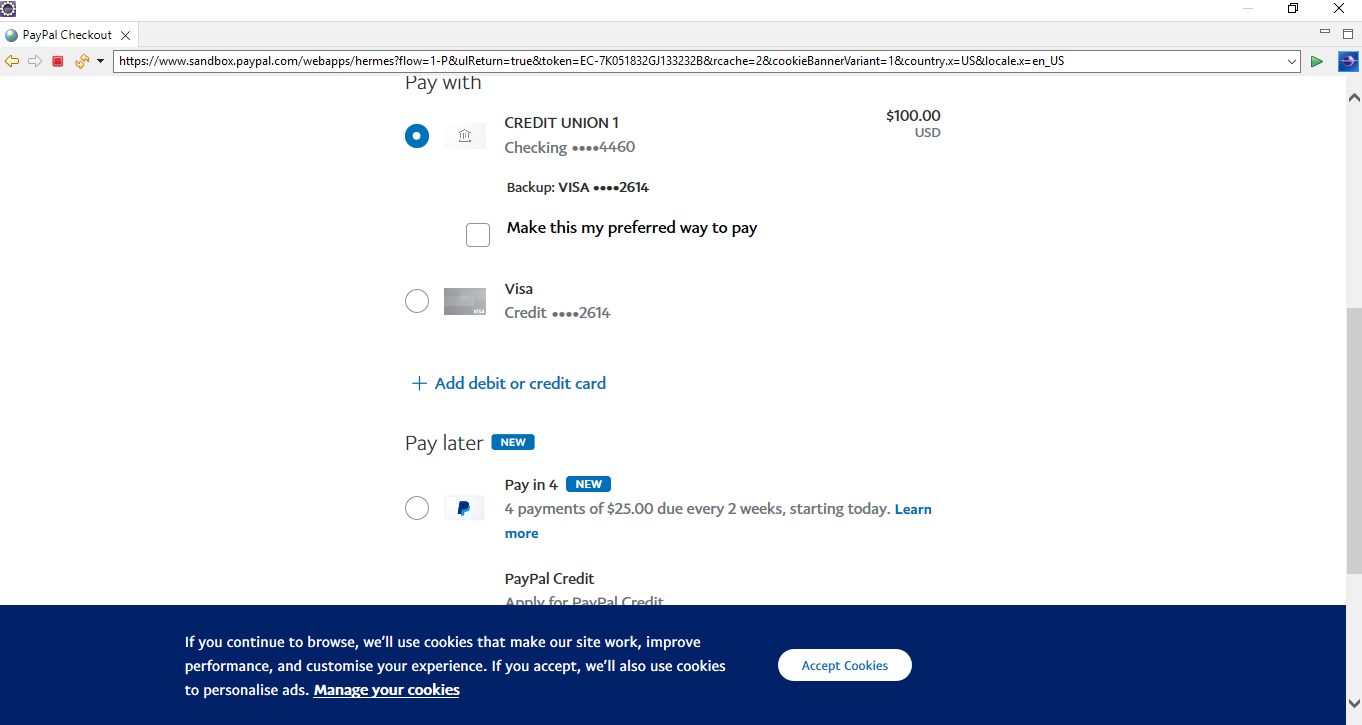 PayPal Checkout
https://www.sandbox.paypal.com/webapps/hermes?flow=1-P&ulReturn=true&token=EC-7K051832GJ133232B&rcache=2&cookieBannerVariant=1&country.x=US&locale.x=en_US
Pay with
CREDIT UNION 1
$100.00
USD
Checking ••••4460
Backup: VISA ••••2614
Make this my preferred way to pay
Visa
VISA
Credit ••••2614
+ Add debit or credit card
Pay later NEW
Pay in 4 NEW
4 payments of $25.00 due every 2 weeks, starting today. Learn
more
PayPal Credit
Apply for PayPal Credit
If you continue to browse, we’ll use cookies that make our site work, improve
performance, and customise your experience. If you accept, we’ll also use cookies
to personalise ads. Manage your cookies
Accept Cookies